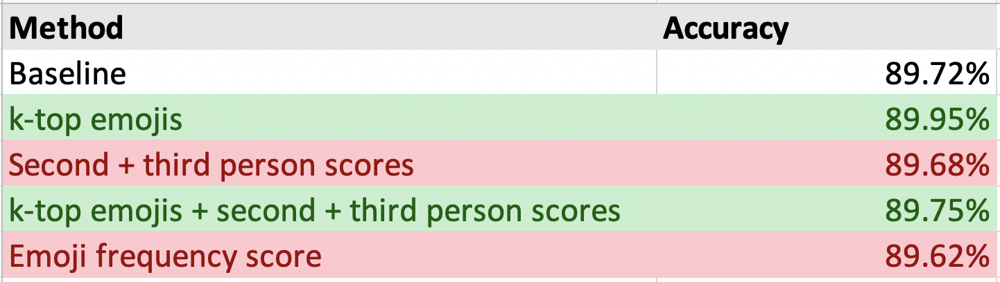 Method Accuracy
Baseline 89.72%
k-top emojis 89.95%
Second + third person scores 89.68%
k-top emojis + second + third person scores 89.75%
Emoji frequency score 89.62%